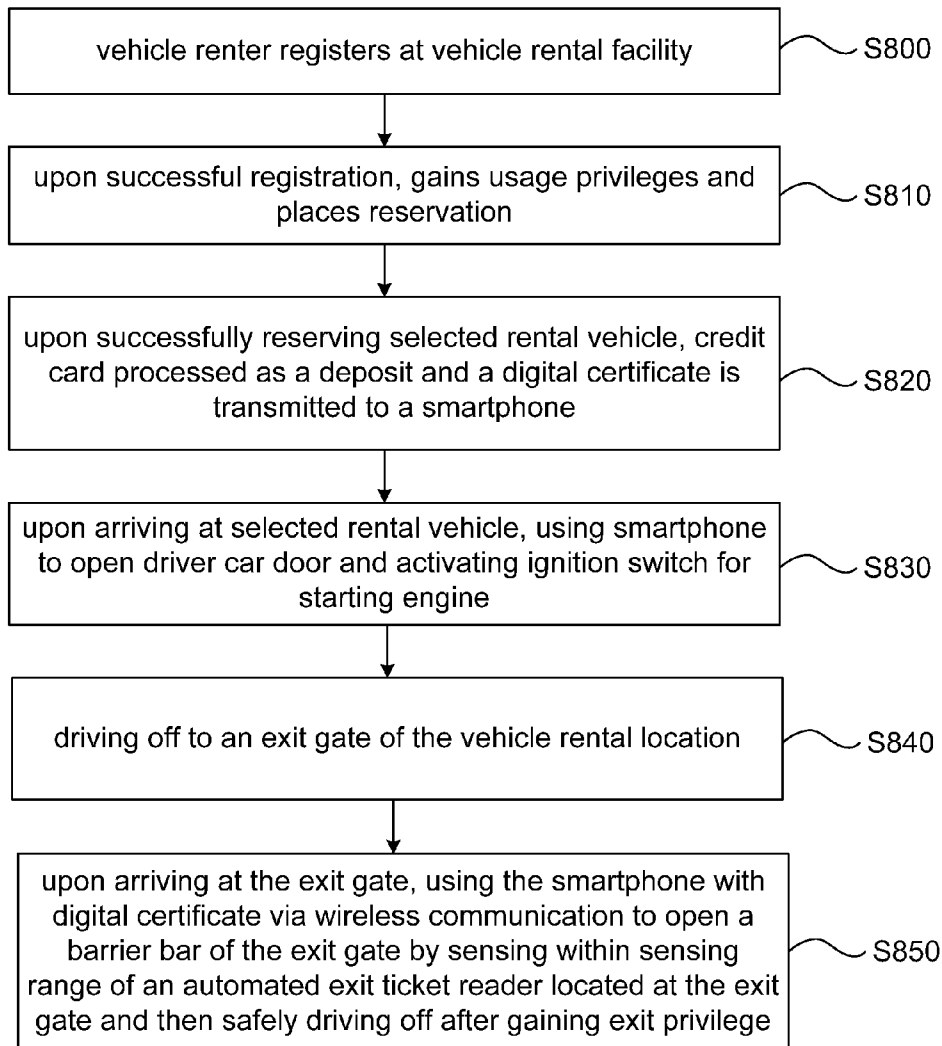 vehicle renter registers at vehicle rental facility
S800
upon successful registration, gains usage privileges and
places reservation
S810
upon successfully reserving selected rental vehicle, credit
card processed as a deposit and a digital certificate is
transmitted to a smartphone
S820
upon arriving at selected rental vehicle, using smartphone
to open driver car door and activating ignition switch for
starting engine
S830
driving off to an exit gate of the vehicle rental location
S840
upon arriving at the exit gate, using the smartphone with
digital certificate via wireless communication to open a
barrier bar of the exit gate by sensing within sensing
range of an automated exit ticket reader located at the exit
gate and then safely driving off after gaining exit privilege
S850